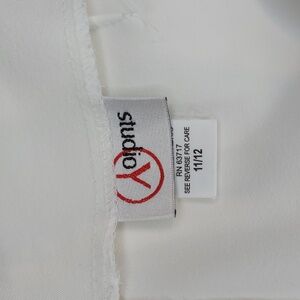 studio
Y
RN 63717
SEE REVERSE FOR CARE
11/12